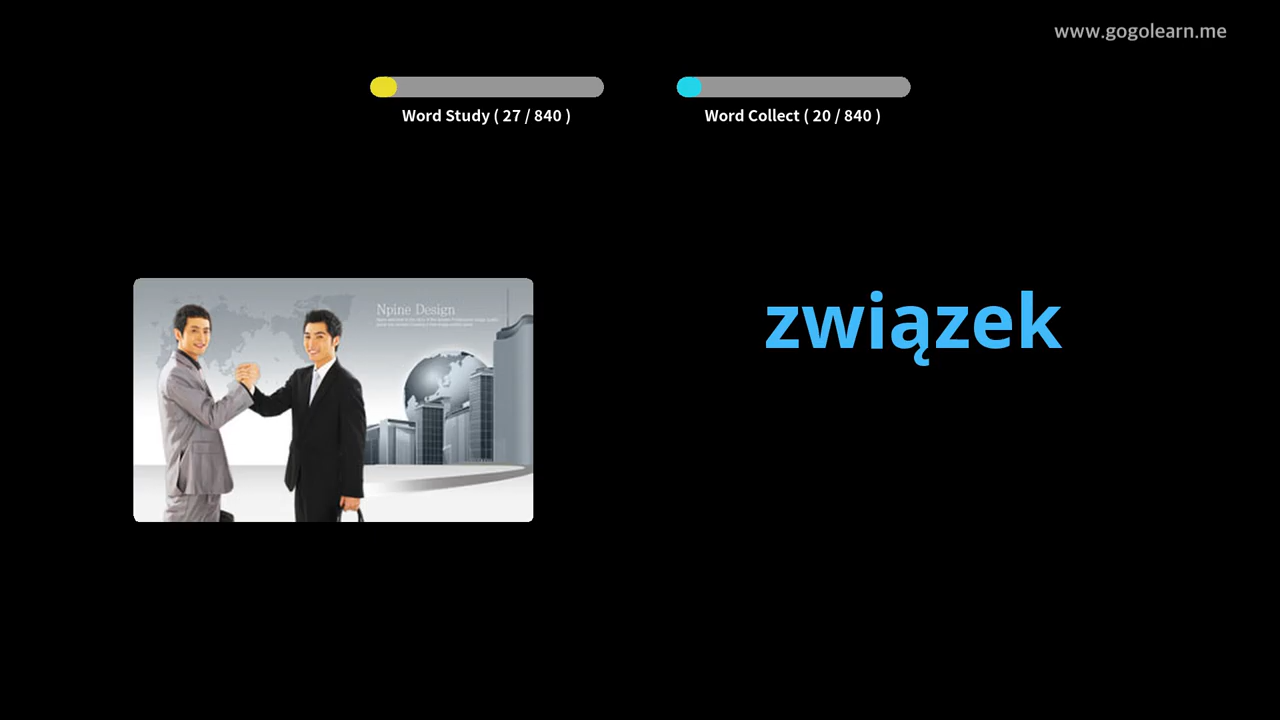 www.gogolearn.me
Word Study ( 27 / 840 )
Word Collect ( 20 / 840 )
Npine Design
związek